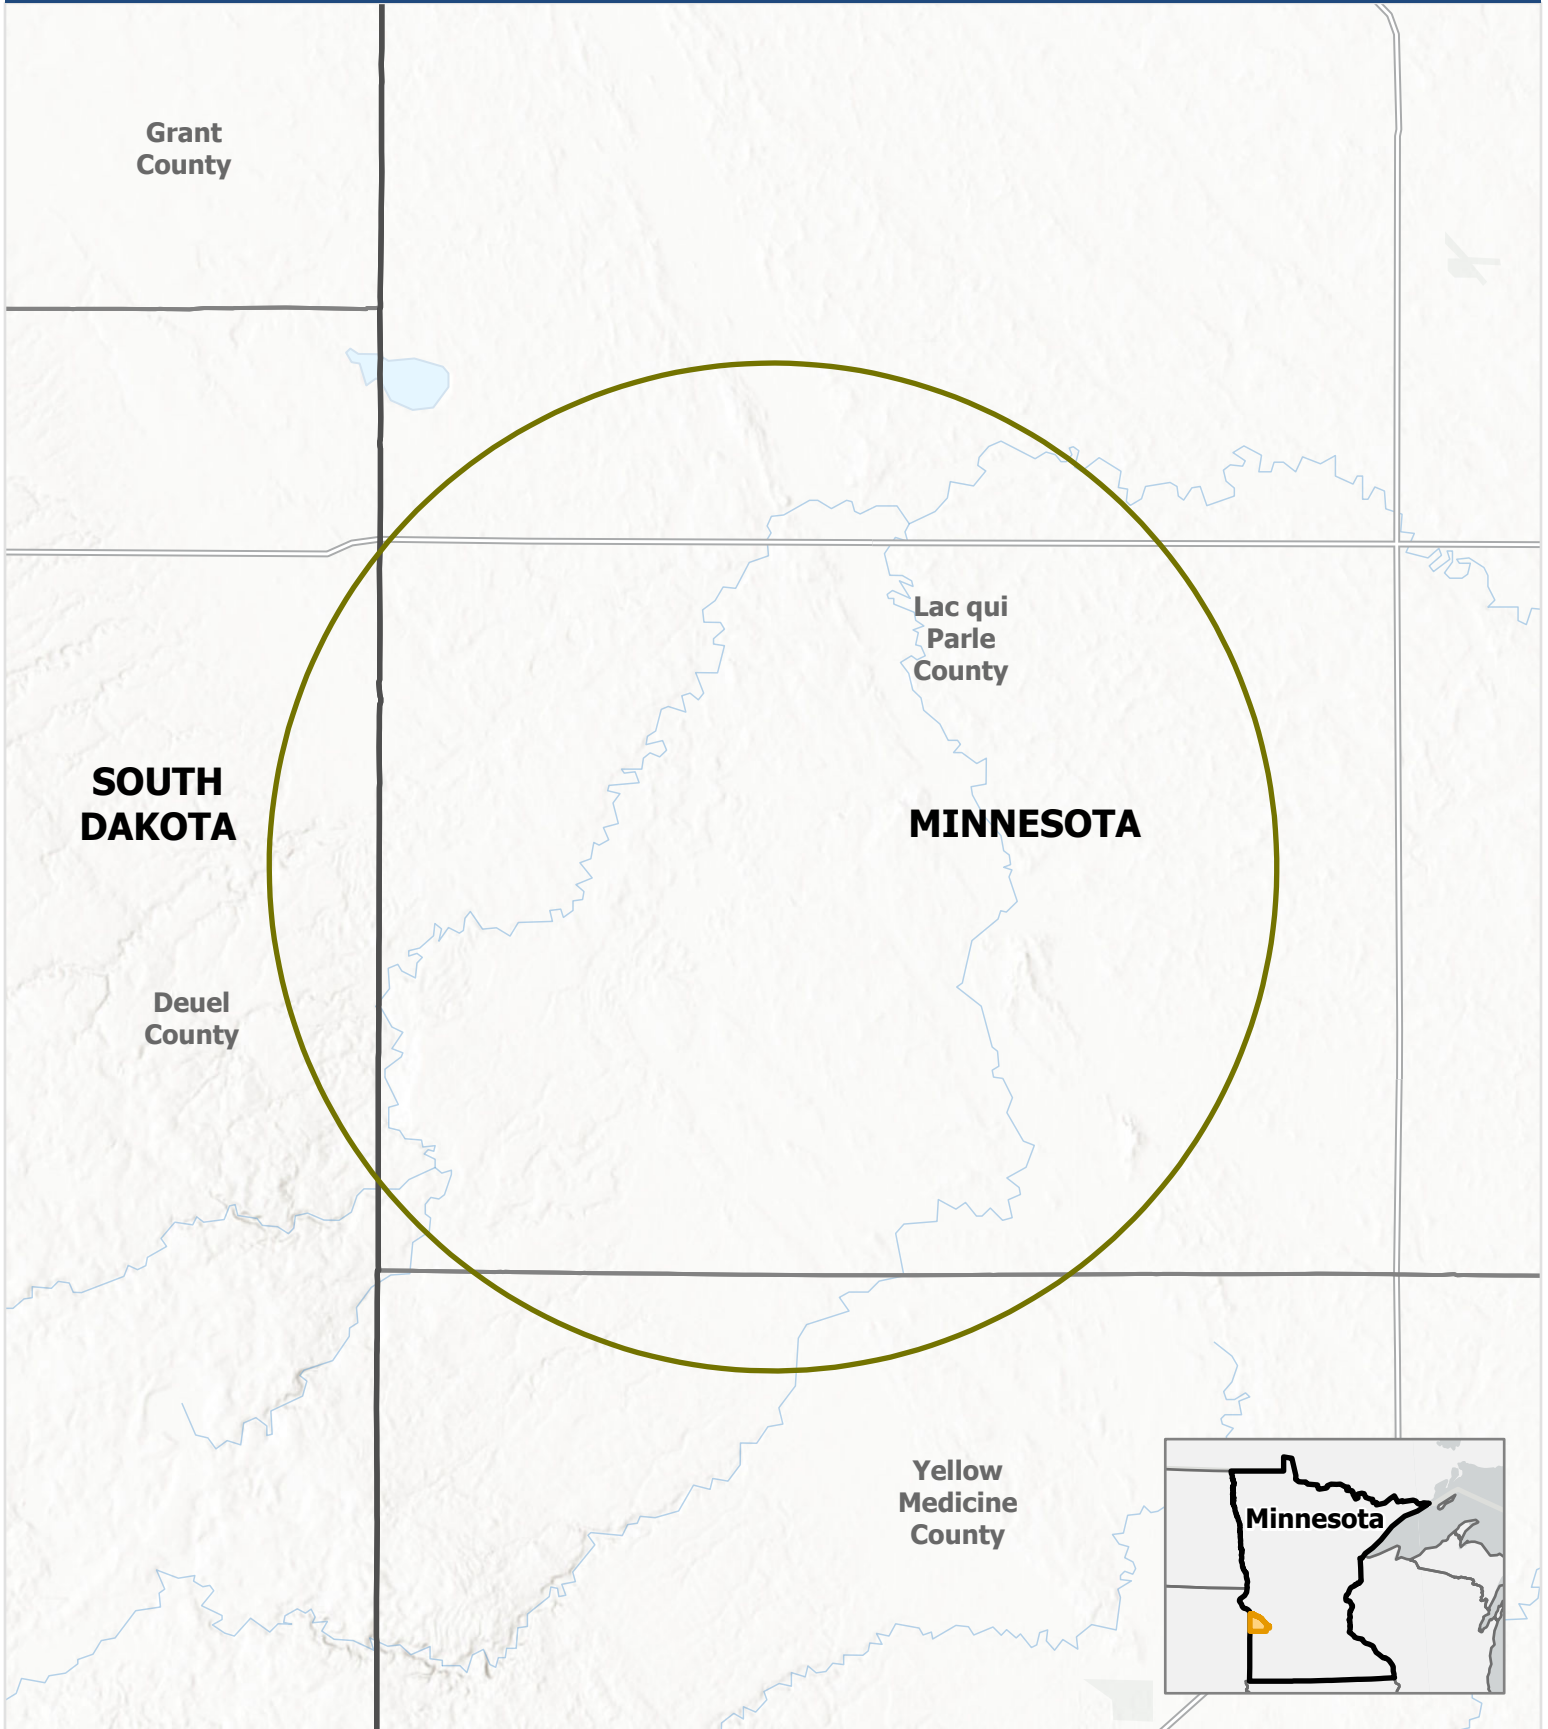 Grant
County
Lac qui
Parle
County
SOUTH
DAKOTA
MINNESOTA
Deuel
County
Yellow
Medicine
County
Minnesota